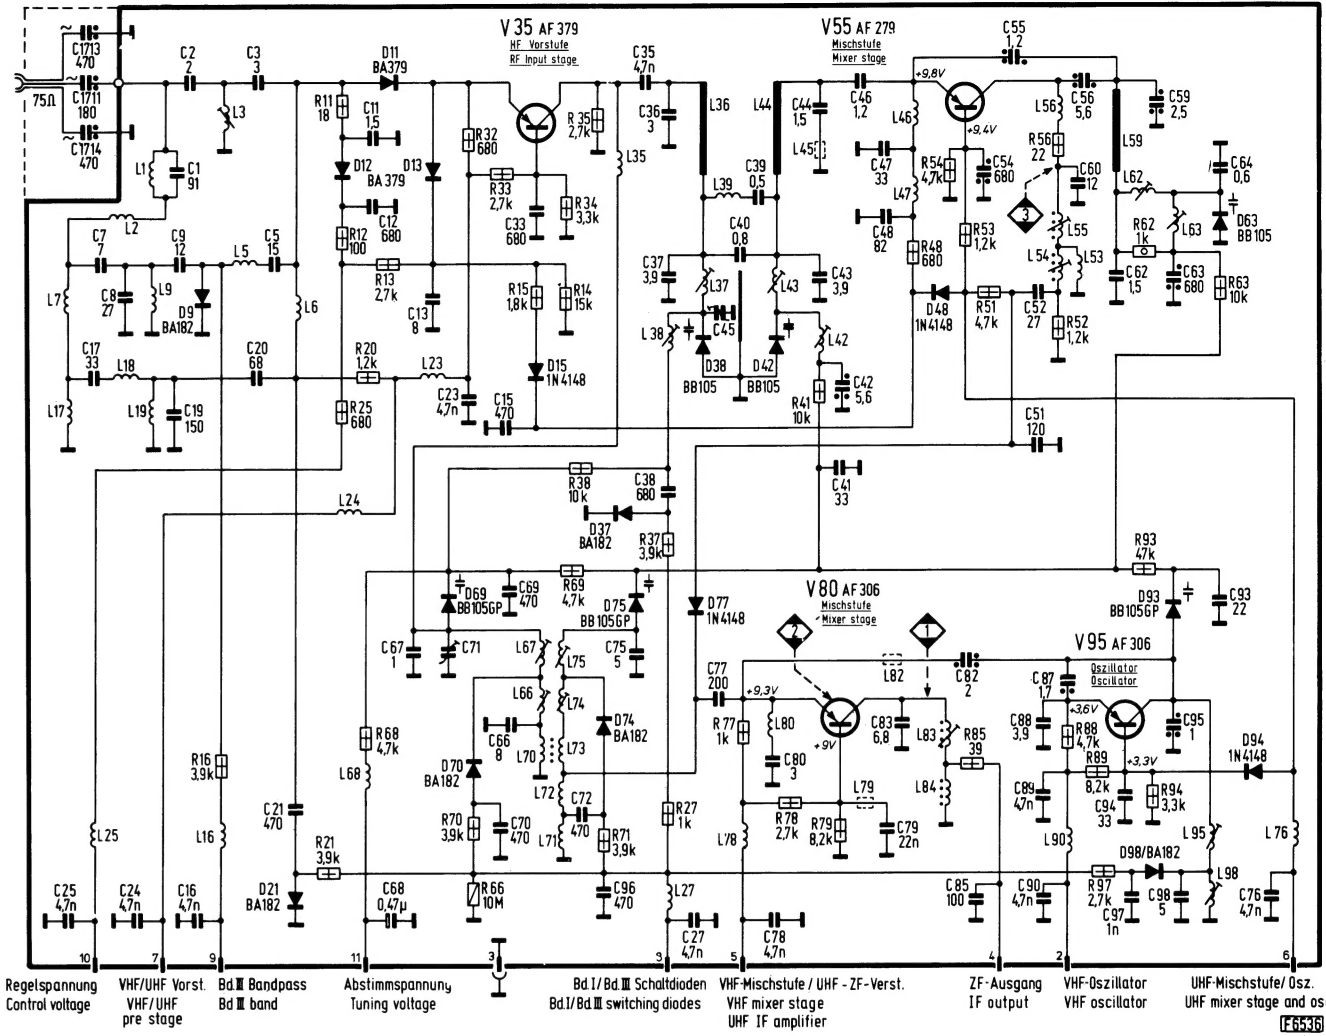 V 35 AF 379
HF Vorstufe
RF Input stage
V 55 AF 279
Mischstufe
Mixer stage
C1713
470
C1711
180
C1714
470
75Ω
C2
2
C3
3
L3
D11
BA379
R11
18
C11
1,5
D12
D13
BA 379
C12
680
R12
100
R32
680
R33
2,7k
C33
680
R34
3,3k
R 35
2,7k
C35
4,7n
C36
3
L35
L36
L44
C44
1,5
L45
C46
1,2
+9,8V
L46
C47
33
L47
C48
82
R48
680
+9,4V
R54
4,7k
C54
680
R53
1,2k
C55
1,2
L56
C56
5,6
R56
22
C60
12
3
L55
L54
L53
L59
C59
2,5
C64
0,6
L62
L63
D63
BB105
R62
1k
C62
1,5
C63
680
R63
10k
L1
C1
91
L2
C7
7
C9
12
L5
C5
15
L7
C8
27
L9
D9
BA182
L6
C17
33
L18
C20
68
L17
L19
C19
150
R20
1,2k
L23
R25
680
C23
4,7n
R13
2,7k
C13
8
R15
1,8k
R14
15k
D15
1N4148
C15
470
L39
C39
0,5
C40
0,8
C37
3,9
L37
L43
C43
3,9
C45
L38
D38
BB105
D42
BB105
L42
R41
10k
C42
5,6
D48
1N4148
R51
4,7k
C52
27
R52
1,2k
C51
120
L24
R38
10k
C38
680
D37
BA182
R37
3,9k
C41
33
R93
47k
D93
BB105GP
C93
22
D69
BB105GP
C69
470
R69
4,7k
D75
BB105GP
D77
1N4148
V80 AF 306
Mischstufe
Mixer stage
2
1
V 95 AF 306
Oszillator
Oscillator
C67
1
C71
L67
L75
C75
5
L66
L74
C66
8
L70
L73
D74
BA182
D70
BA182
L72
C72
470
L71
R70
3,9k
C70
470
R71
3,9k
R66
10M
C96
470
C77
200
+9,3V
R77
1k
L80
C80
3
+9V
L82
C82
2
C83
6,8
L83
R85
39
L84
L79
R78
2,7k
R79
8,2k
C79
22n
L78
C87
1,7
+3,6V
C88
3,9
R88
4,7k
R89
8,2k
+3,3V
C89
47n
C94
33
R94
3,3k
C95
1
D94
1N4148
L90
L95
L76
D98/BA182
L98
R97
2,7k
C97
1n
C98
5
C76
4,7n
C85
100
C90
4,7n
R68
4,7k
L68
R16
3,9k
L16
L25
C21
470
R21
3,9k
D21
BA182
R27
1k
L27
C25
4,7n
C24
4,7n
C16
4,7n
C68
0,47µ
C27
4,7n
C78
4,7n
10
7
9
11
3
3
5
4
2
6
Regelspannung
Control voltage
VHF/UHF Vorst.
VHF/UHF
pre stage
Bd.III Bandpass
Bd III band
Abstimmspannung
Tuning voltage
Bd.I/Bd.III Schaltdioden
Bd.I/Bd.III switching diodes
VHF-Mischstufe / UHF-ZF-Verst.
VHF mixer stage
UHF IF amplifier
ZF-Ausgang
IF output
VHF-Oszillator
VHF oscillator
UHF-Mischstufe/Osz.
UHF mixer stage and os
F6536